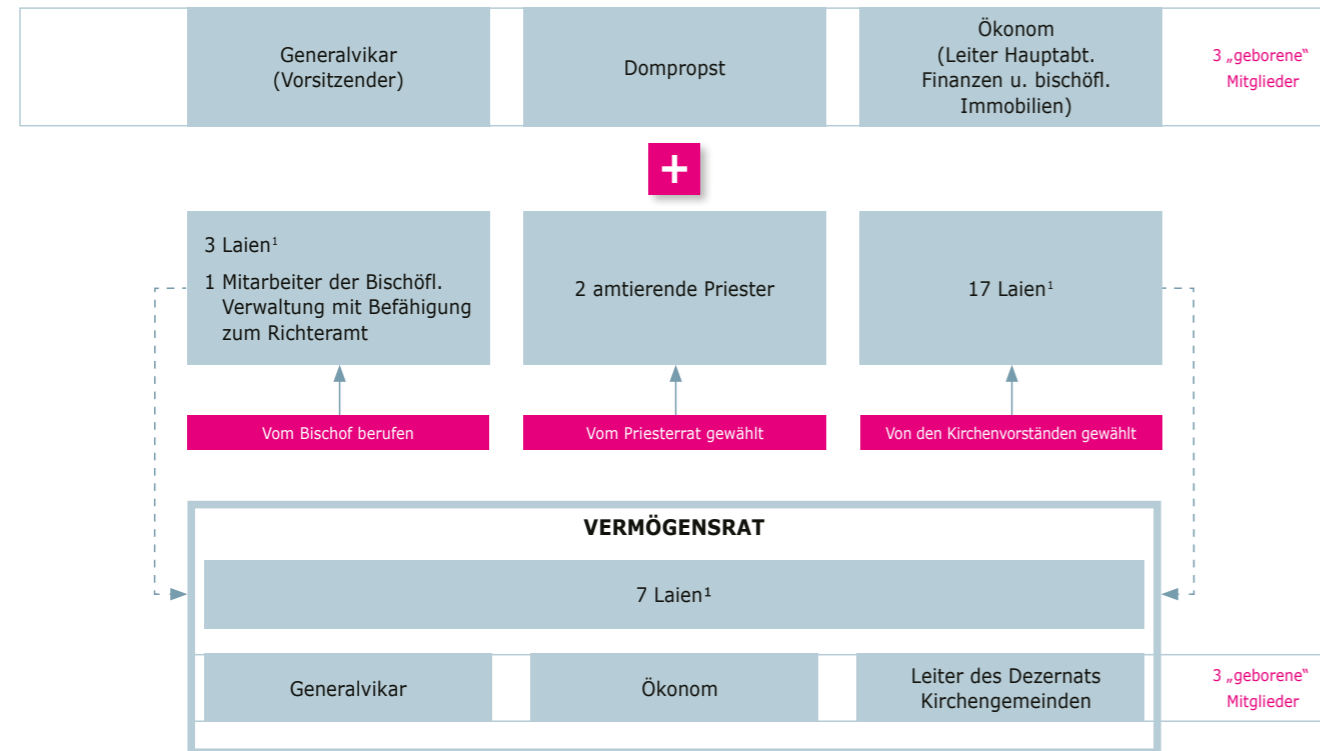 Generalvikar
(Vorsitzender)
Dompropst
Ökonom
(Leiter Hauptabt.
Finanzen u. bischöfl.
Immobilien)
3 „geborene“
Mitglieder
+
3 Laien¹
1 Mitarbeiter der Bischöfl.
Verwaltung mit Befähigung
zum Richteramt
2 amtierende Priester
17 Laien¹
Vom Bischof berufen
Vom Priesterrat gewählt
Von den Kirchenvorständen gewählt
VERMÖGENSRAT
7 Laien¹
Generalvikar
Ökonom
Leiter des Dezernats
Kirchengemeinden
3 „geborene“
Mitglieder